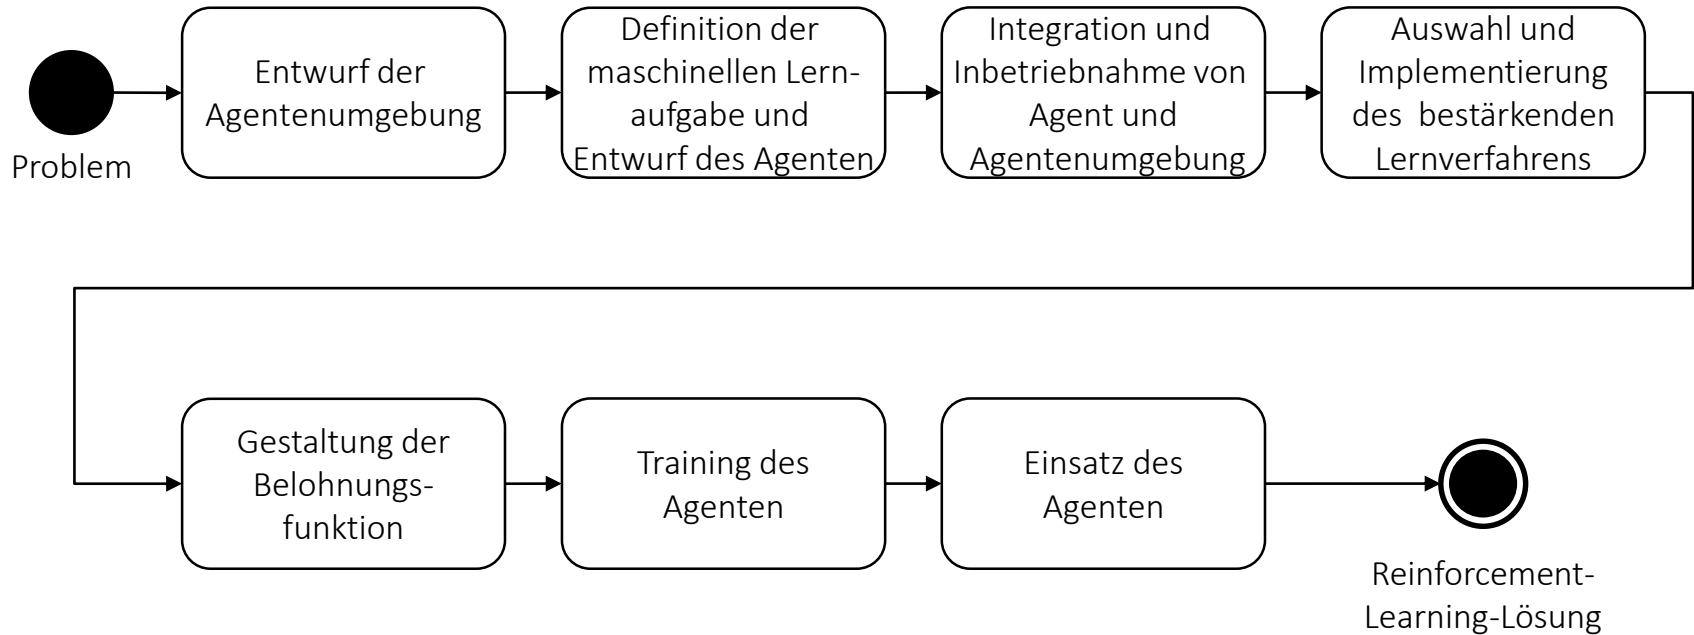 Problem
Entwurf der
Agentenumgebung
Definition der
maschinellen Lern-
aufgabe und
Entwurf des Agenten
Integration und
Inbetriebnahme von
Agent und
Agentenumgebung
Auswahl und
Implementierung
des bestärkenden
Lernverfahrens
Gestaltung der
Belohnungs-
funktion
Training des
Agenten
Einsatz des
Agenten
Reinforcement-
Learning-Lösung